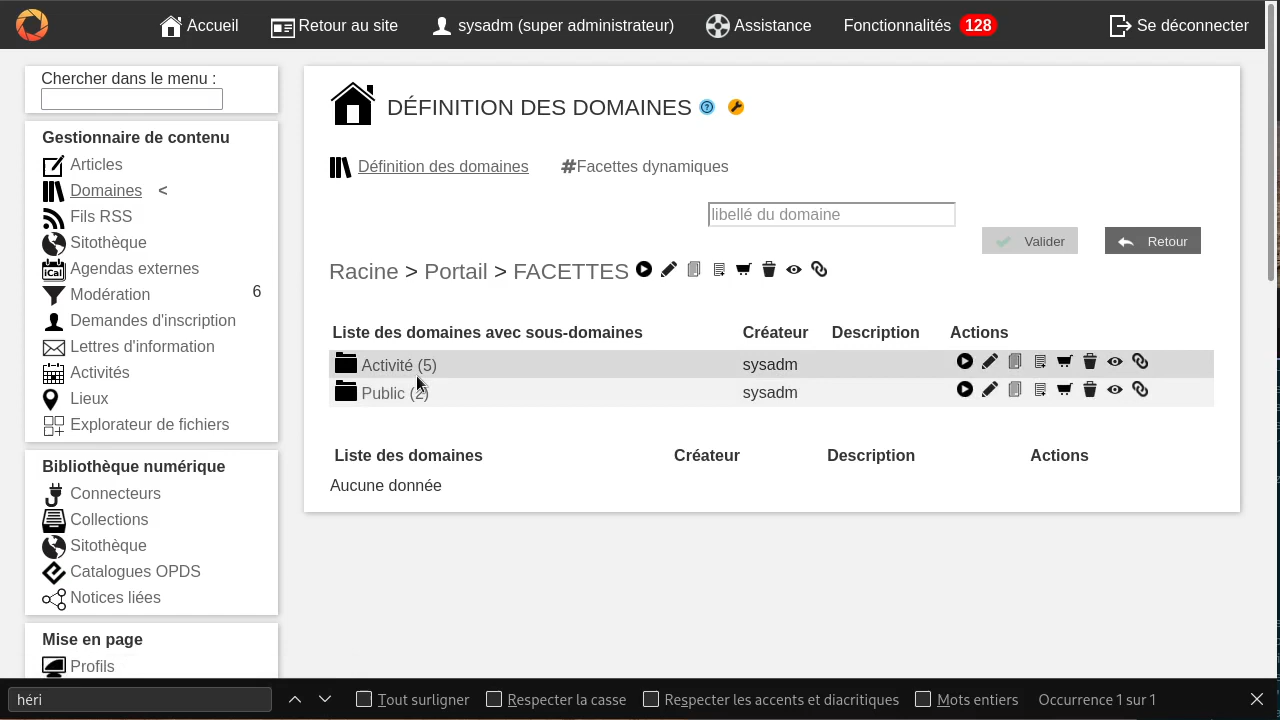 Accueil
Retour au site
sysadm (super administrateur)
Assistance
Fonctionnalités 128
Se déconnecter
Chercher dans le menu :
Gestionnaire de contenu
Articles
Domaines <
Fils RSS
Sitothèque
iCal Agendas externes
Modération 6
Demandes d'inscription
Lettres d'information
Activités
Lieux
Explorateur de fichiers
Bibliothèque numérique
Connecteurs
Collections
Sitothèque
Catalogues OPDS
Notices liées
Mise en page
Profils
DÉFINITION DES DOMAINES ?
Définition des domaines
#Facettes dynamiques
libellé du domaine
Valider
Retour
Racine > Portail > FACETTES
Liste des domaines avec sous-domaines Créateur Description Actions
Activité (5) sysadm
Public (2) sysadm
Liste des domaines Créateur Description Actions
Aucune donnée
héri
Tout surligner
Respecter la casse
Respecter les accents et diacritiques
Mots entiers
Occurrence 1 sur 1